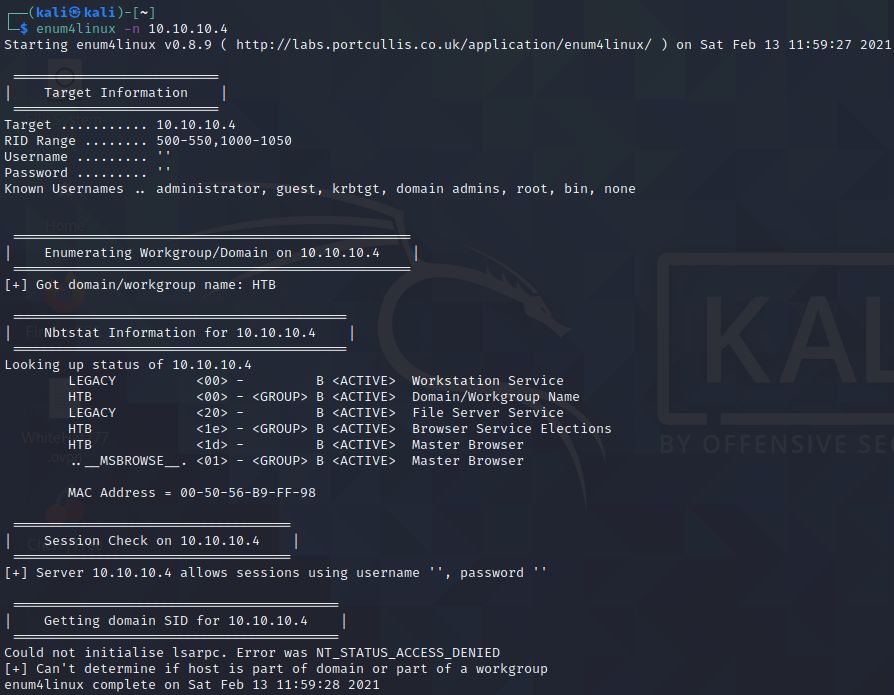 ┌──(kali㉿kali)-[~]
└─$ enum4linux -n 10.10.10.4
Starting enum4linux v0.8.9 ( http://labs.portcullis.co.uk/application/enum4linux/ ) on Sat Feb 13 11:59:27 2021
| Target Information |
Target ........... 10.10.10.4
RID Range ........ 500-550,1000-1050
Username ......... ''
Password ......... ''
Known Usernames .. administrator, guest, krbtgt, domain admins, root, bin, none
| Enumerating Workgroup/Domain on 10.10.10.4 |
[+] Got domain/workgroup name: HTB
| Nbtstat Information for 10.10.10.4 |
Looking up status of 10.10.10.4
LEGACY <00> - B <ACTIVE> Workstation Service
HTB <00> - <GROUP> B <ACTIVE> Domain/Workgroup Name
LEGACY <20> - B <ACTIVE> File Server Service
HTB <1e> - <GROUP> B <ACTIVE> Browser Service Elections
HTB <1d> - B <ACTIVE> Master Browser
..__MSBROWSE__. <01> - <GROUP> B <ACTIVE> Master Browser
MAC Address = 00-50-56-B9-FF-98
| Session Check on 10.10.10.4 |
[+] Server 10.10.10.4 allows sessions using username '', password ''
| Getting domain SID for 10.10.10.4 |
Could not initialise lsarpc. Error was NT_STATUS_ACCESS_DENIED
[+] Can't determine if host is part of domain or part of a workgroup
enum4linux complete on Sat Feb 13 11:59:28 2021
Home
KAL
BY OFFENSIVE SEC